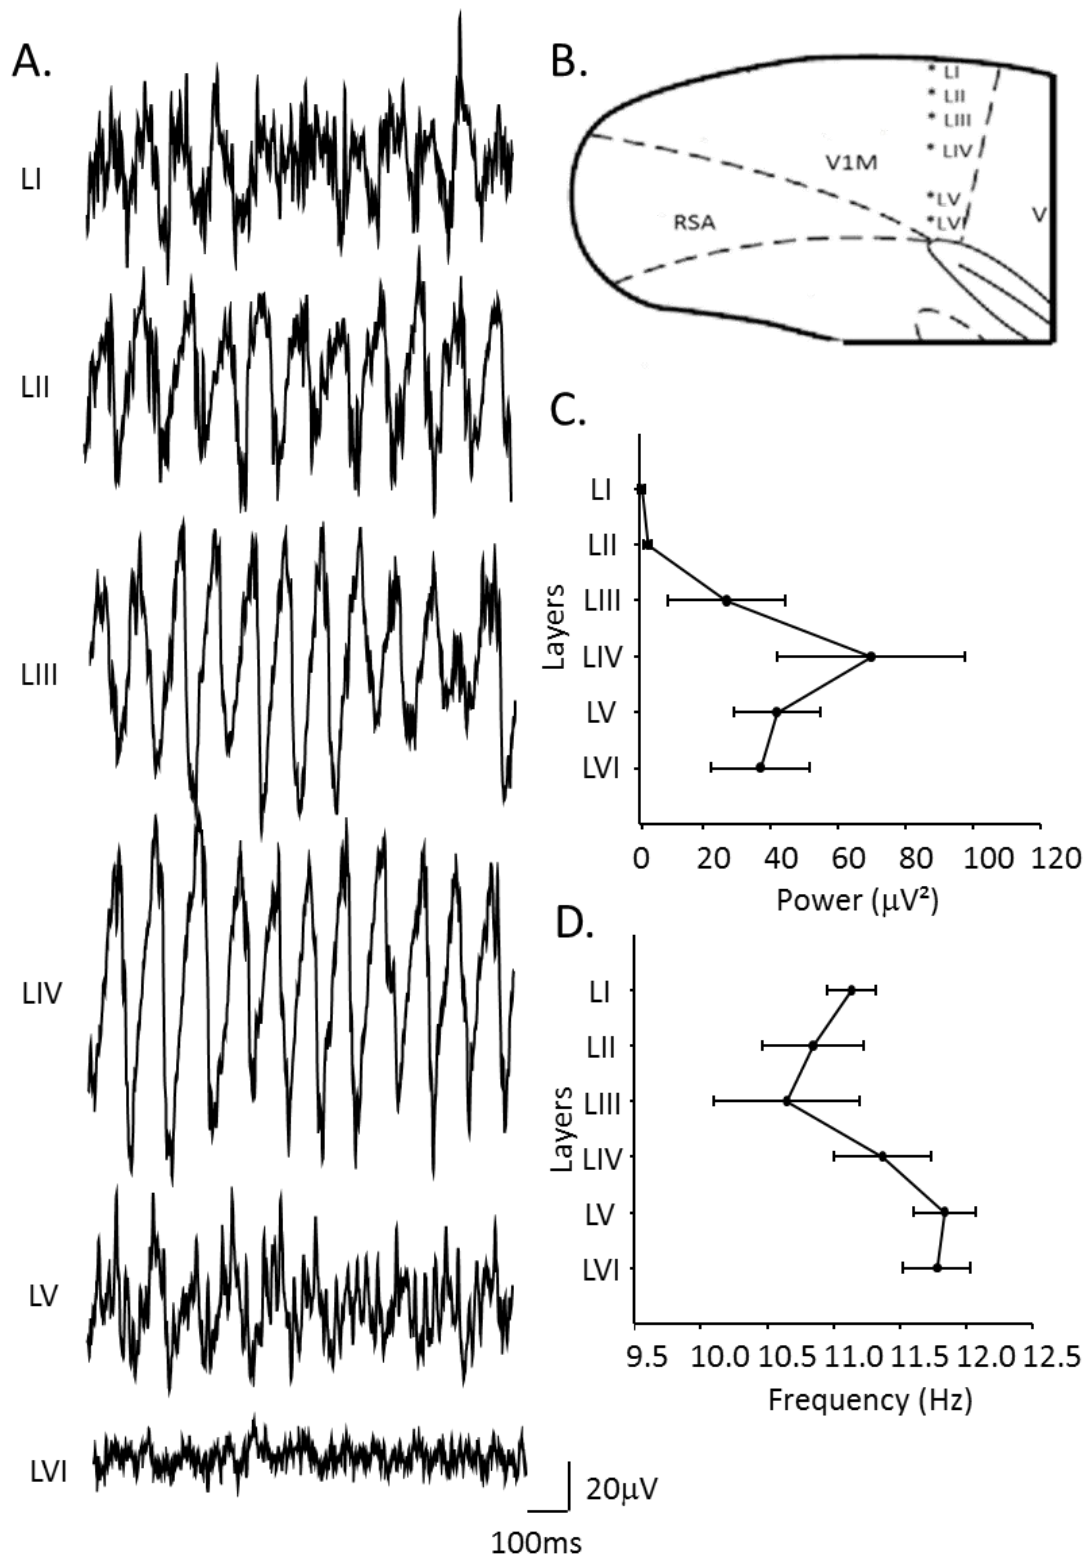 A.
LI
LII
LIII
LIV
LV
LVI
20μV
100ms
B.
* LI
* LII
* LIII
* LIV
*LV
*LV
V1M
RSA
V
C.
LI
LII
LIII
LIV
LV
LVI
Layers
0 20 40 60 80 100 120
Power (μV²)
D.
LI
LII
LIII
LIV
LV
LVI
Layers
9.5 10.0 10.5 11.0 11.5 12.0 12.5
Frequency (Hz)